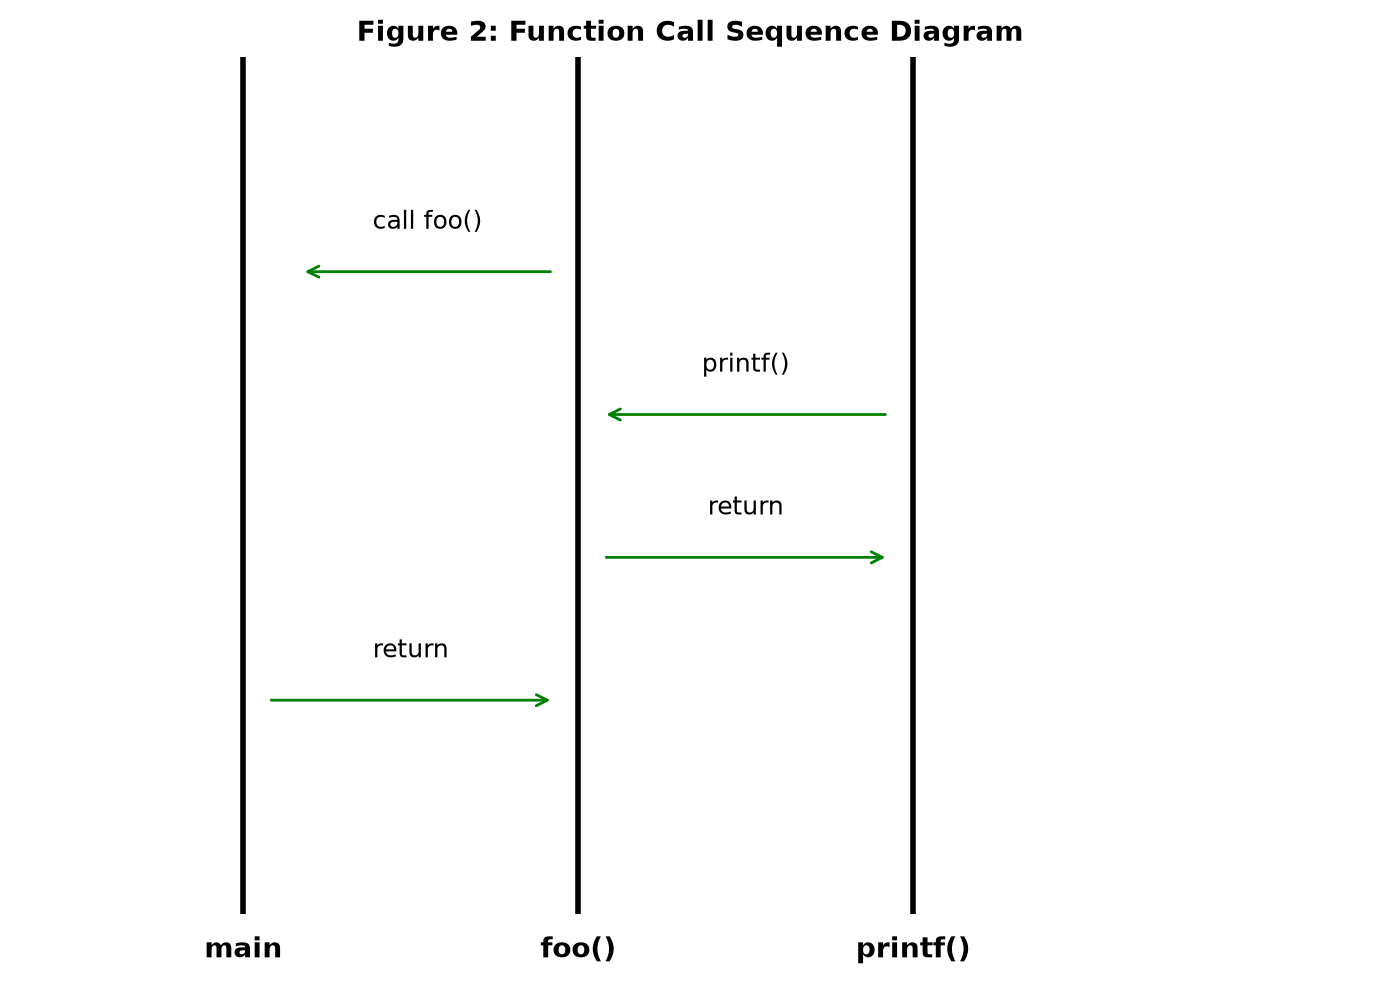 Figure 2: Function Call Sequence Diagram
call foo()
printf()
return
return
main
foo()
printf()